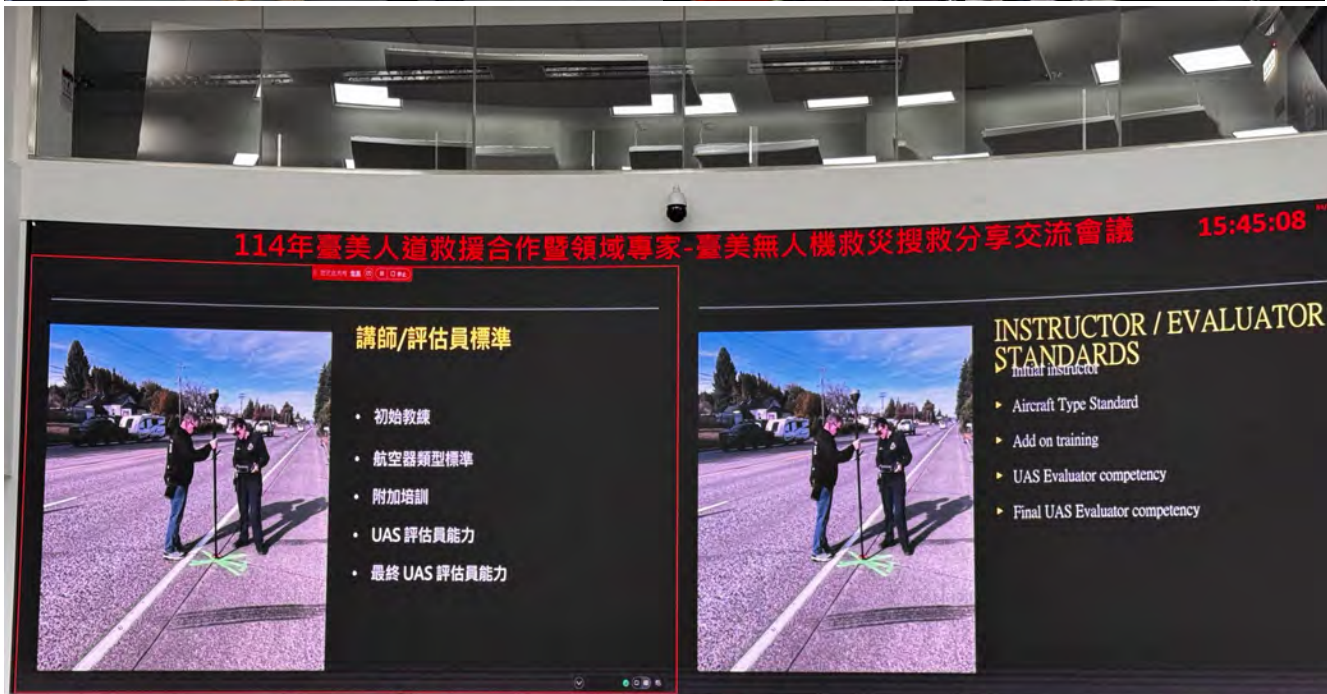 114年臺美人道救援合作暨領域專家-臺美無人機救災搜救分享交流會議
15:45:08
講師/評估員標準
• 初始教練
• 航空器類型標準
• 附加培訓
• UAS 評估員能力
• 最終 UAS 評估員能力
INSTRUCTOR / EVALUATOR
STANDARDS
Initial instructor
Aircraft Type Standard
Add on training
UAS Evaluator competency
Final UAS Evaluator competency